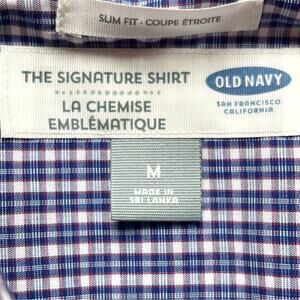 SLIM FIT · COUPE ÉTROITE
THE SIGNATURE SHIRT
LA CHEMISE
EMBLÉMATIQUE
OLD NAVY
SAN FRANCISCO
CALIFORNIA
M
MADE IN
SRI LANKA